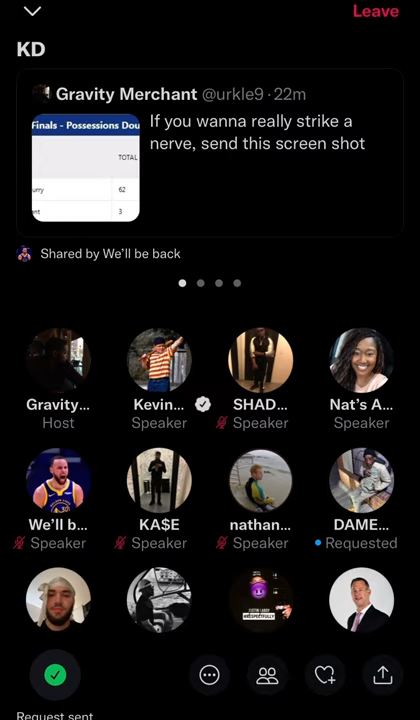 Leave
KD
Gravity Merchant @urkle9 · 22m
If you wanna really strike a
nerve, send this screen shot
Finals - Possessions Dou
TOTAL
urry 62
nt 3
Shared by We'll be back
Gravity... Kevin... SHAD... Nat's A...
Host Speaker Speaker Speaker
We'll b... KA$E nathan... DAME...
Speaker Speaker Speaker Requested
#RESPECTFULLY
Request sent